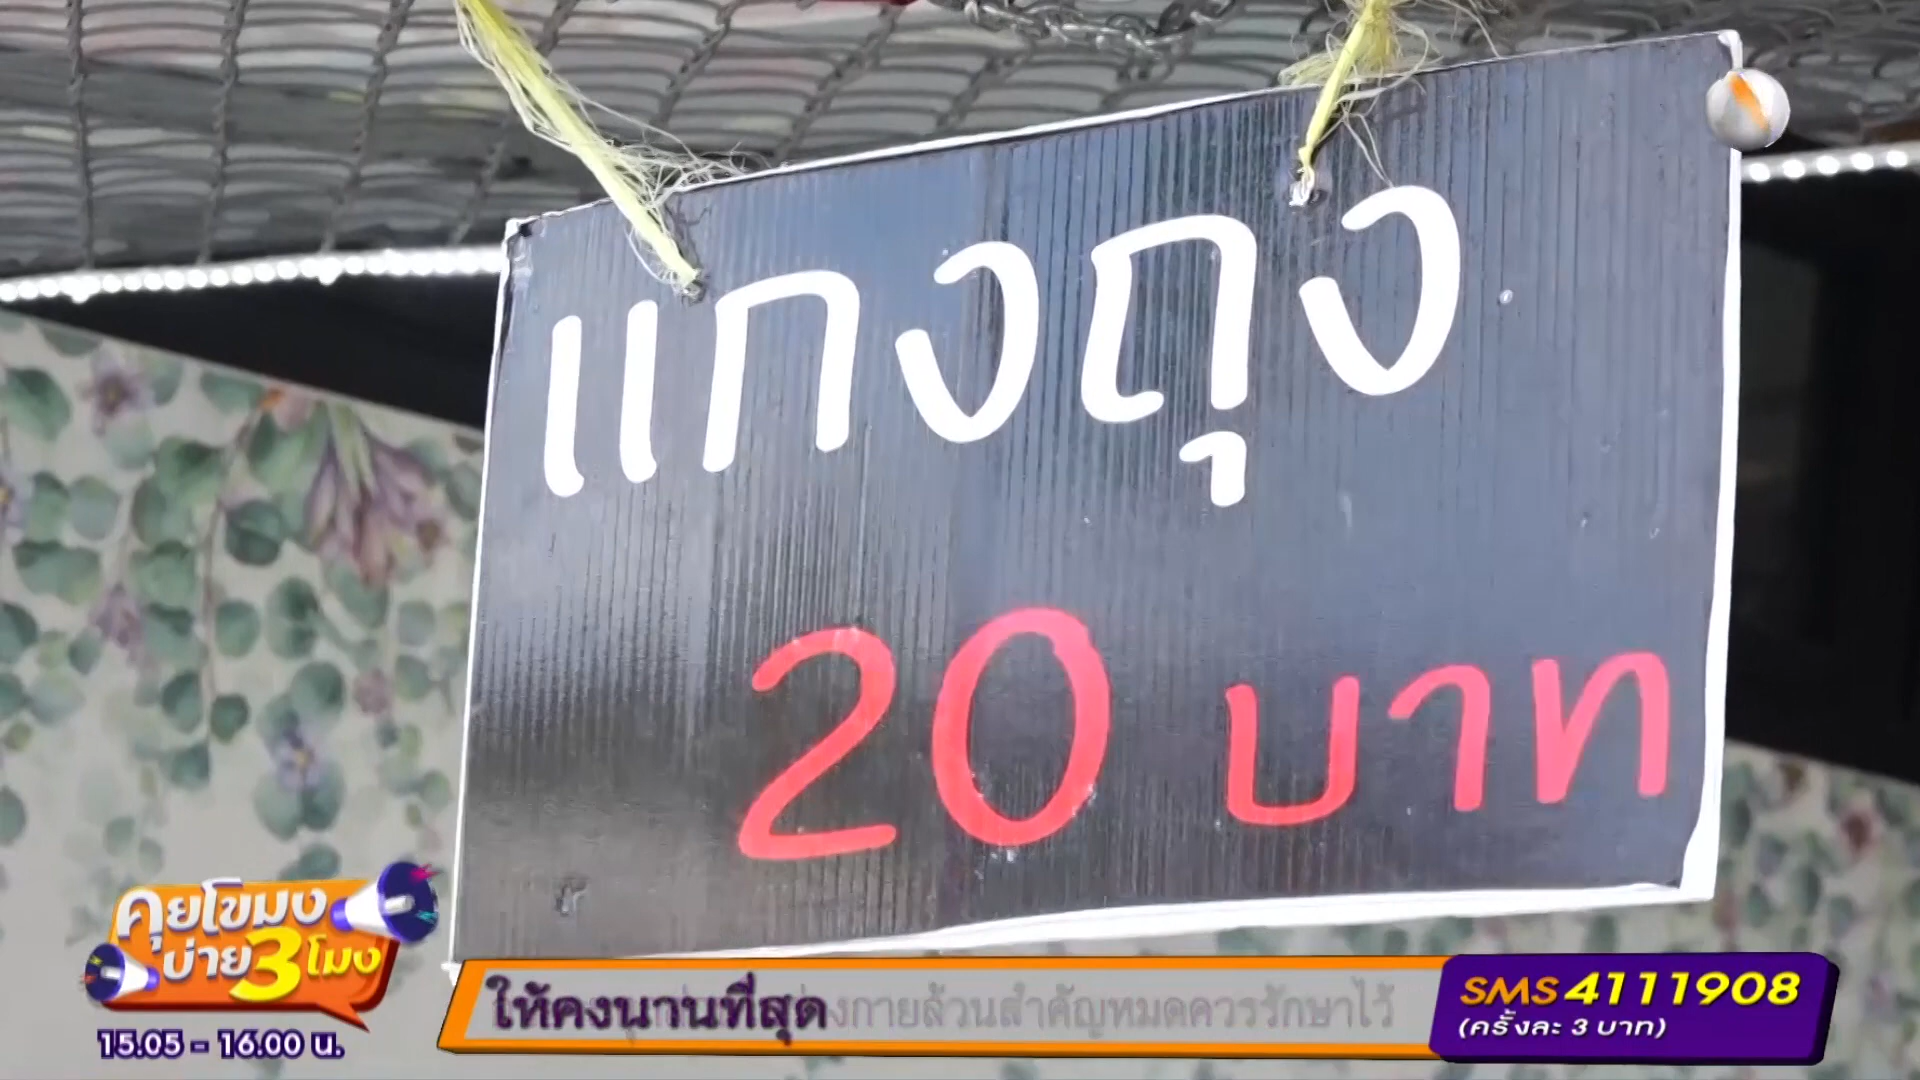 แกงถุง
20 บาท
คุยโขมง
บ่าย 3 โมง
15.05 - 16.00 น.
ให้คงนานที่สุด
างกายล้วนสำคัญหมดควรรักษาไว้
SMS 4111908
(ครั้งละ 3 บาท)